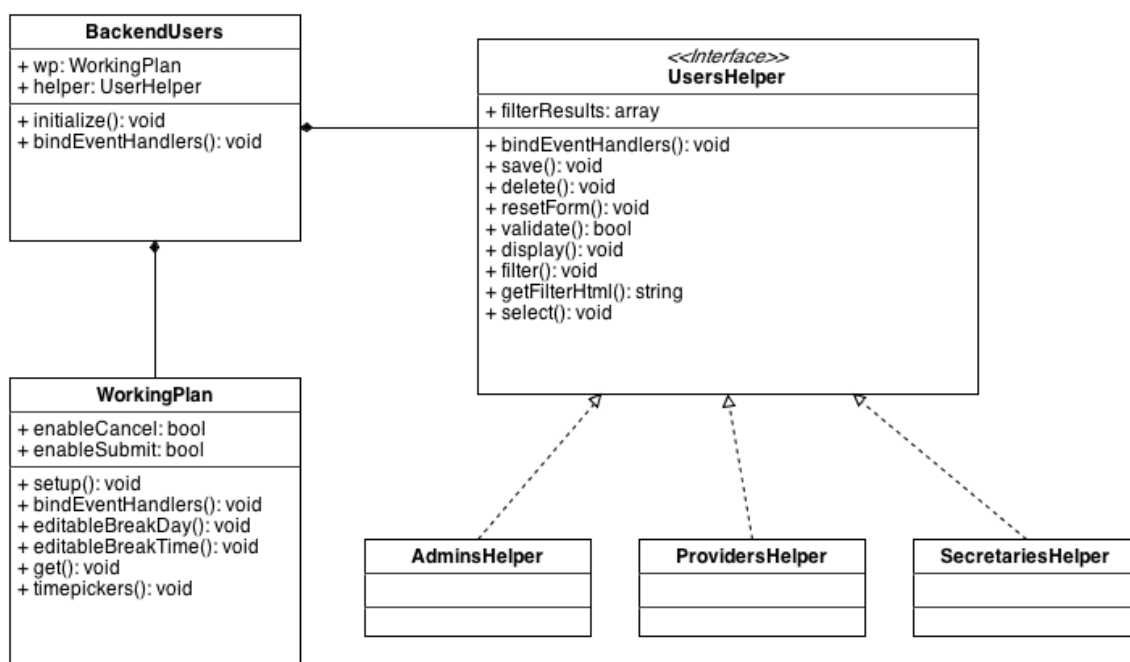 BackendUsers
+ wp: WorkingPlan
+ helper: UserHelper
+ initialize(): void
+ bindEventHandlers(): void
<<Interface>>
UsersHelper
+ filterResults: array
+ bindEventHandlers(): void
+ save(): void
+ delete(): void
+ resetForm(): void
+ validate(): bool
+ display(): void
+ filter(): void
+ getFilterHtml(): string
+ select(): void
WorkingPlan
+ enableCancel: bool
+ enableSubmit: bool
+ setup(): void
+ bindEventHandlers(): void
+ editableBreakDay(): void
+ editableBreakTime(): void
+ get(): void
+ timepickers(): void
AdminsHelper
ProvidersHelper
SecretariesHelper